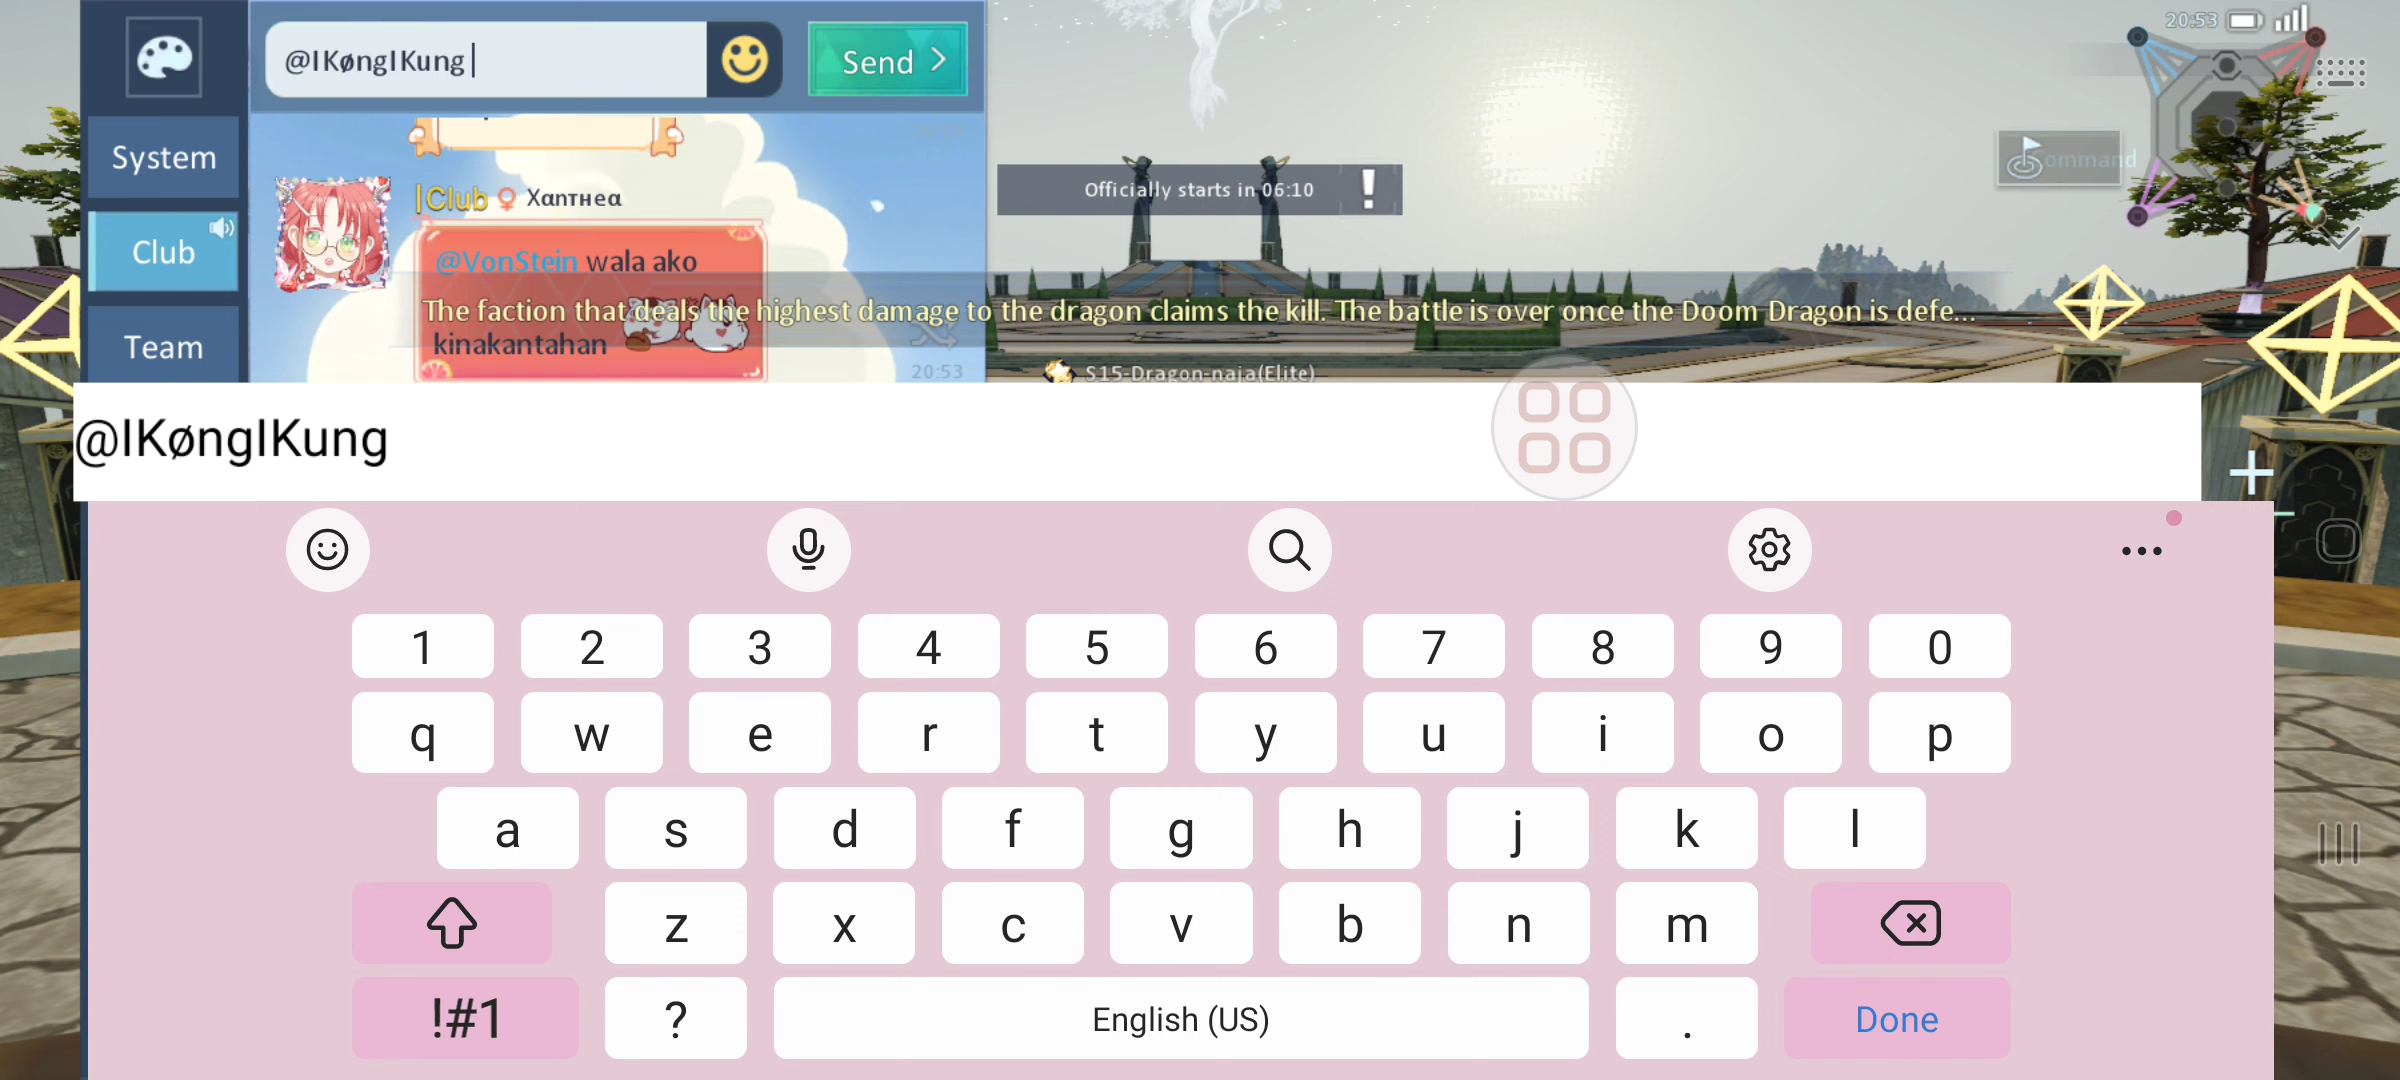 @IKøngIKung
Send >
20:53
System
Club
Team
|Club ♀ Xαптнeα
@VonStein wala ako
kinakantahan
20:53
Officially starts in 06:10
ommand
The faction that deals the highest damage to the dragon claims the kill. The battle is over once the Doom Dragon is defe...
S15-Dragon-naja(Elite)
@IKøngIKung
1 2 3 4 5 6 7 8 9 0
q w e r t y u i o p
a s d f g h j k l
z x c v b n m
!#1 ? English (US) . Done